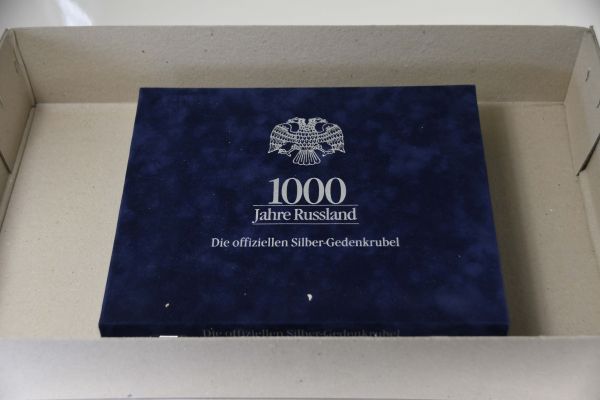 1000
Jahre Russland
Die offiziellen Silber-Gedenkrubel
Die offiziellen Silber-Gedenkrubel